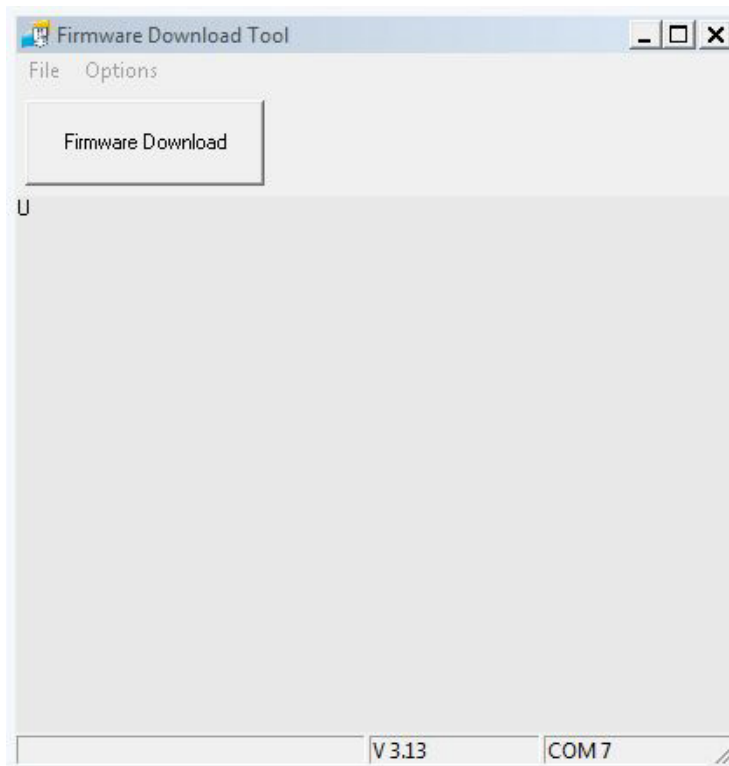 Firmware Download Tool
File Options
Firmware Download
U
V 3.13 COM 7